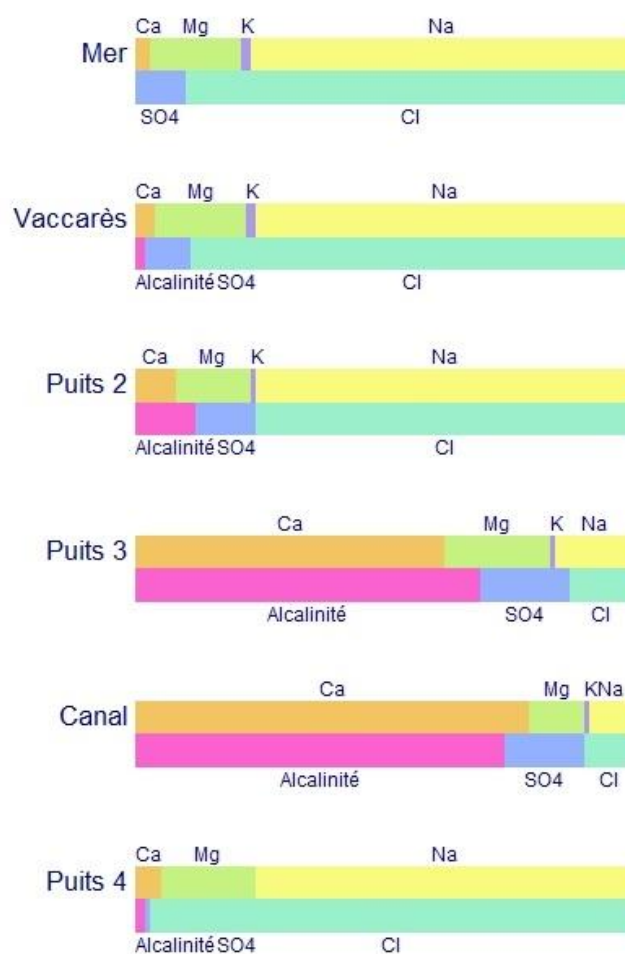 Ca Mg K Na
Mer
SO4 Cl
Ca Mg K Na
Vaccarès
Alcalinité SO4 Cl
Ca Mg K Na
Puits 2
Alcalinité SO4 Cl
Ca Mg K Na
Puits 3
Alcalinité SO4 Cl
Ca Mg KNa
Canal
Alcalinité SO4 Cl
Ca Mg Na
Puits 4
Alcalinité SO4 Cl